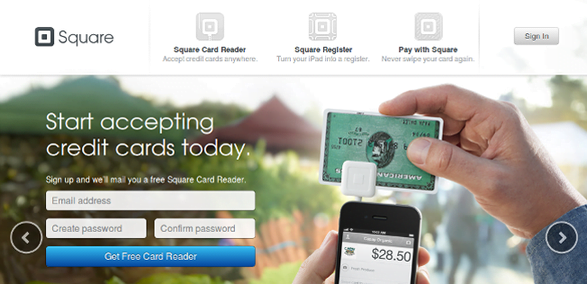 Square
Square Card Reader
Accept credit cards anywhere.
Square Register
Turn your iPad into a register.
Pay with Square
Never swipe your card again.
Sign In
Start accepting
credit cards today.
Sign up and we'll mail you a free Square Card Reader.
Email address
Create password
Confirm password
Get Free Card Reader
AMERICAN
$28.50